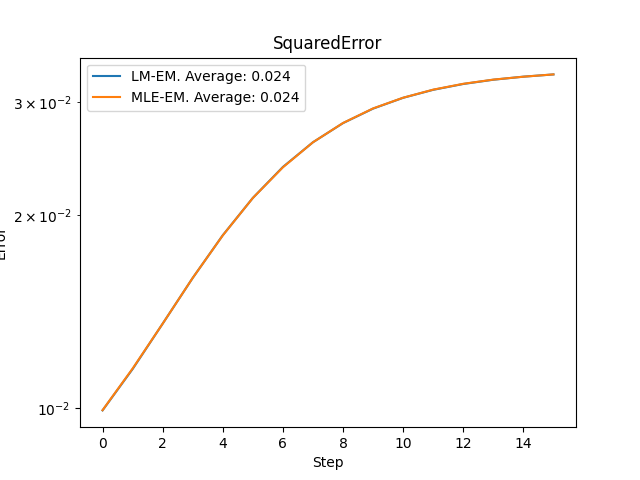 SquaredError
LM-EM. Average: 0.024
MLE-EM. Average: 0.024
3 × 10⁻²
2 × 10⁻²
10⁻²
Error
0 2 4 6 8 10 12 14
Step